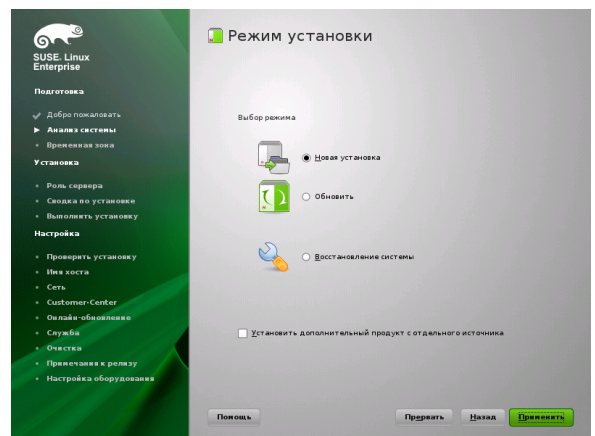 SUSE. Linux
Enterprise
Подготовка
Добро пожаловать
Анализ системы
Временная зона
Установка
Роль сервера
Сводка по установке
Выполнить установку
Настройка
Проверить установку
Имя хоста
Сеть
Customer-Center
Онлайн-обновление
Служба
Очистка
Примечания к релизу
Настройка оборудования
Режим установки
Выбор режима
Новая установка
Обновить
Восстановление системы
Установить дополнительный продукт с отдельного источника
Помощь
Прервать
Назад
Применить